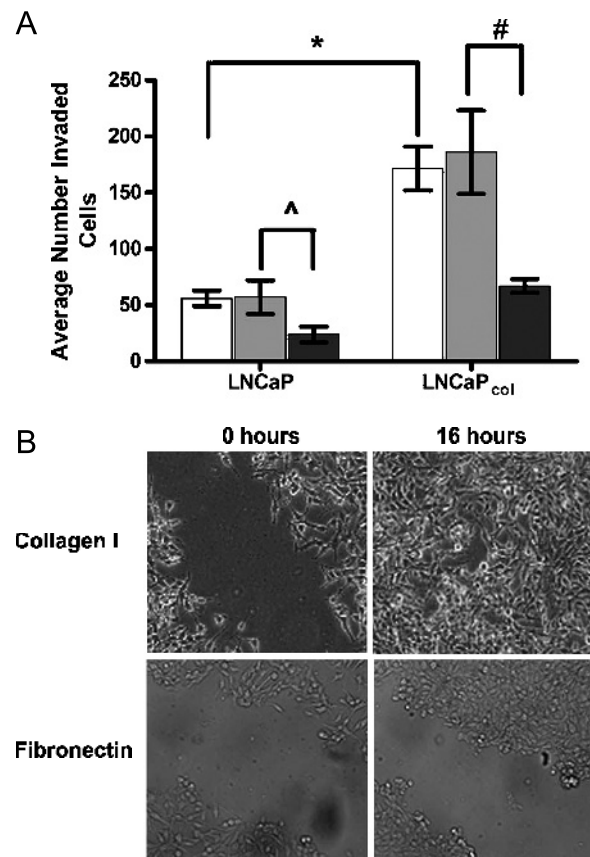 A
Average Number Invaded
Cells
250
200
150
100
50
0
*
^
#
LNCaP
LNCaPcol
B
0 hours
16 hours
Collagen I
Fibronectin